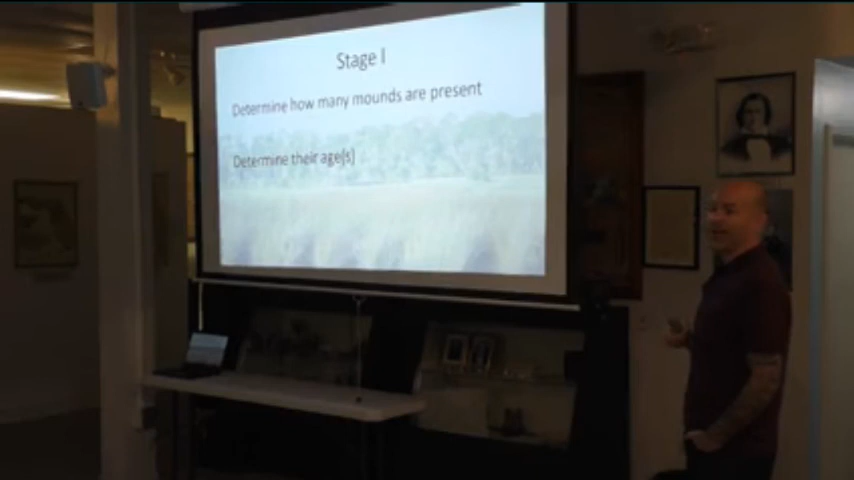 Stage I
Determine how many mounds are present
Determine their age(s)